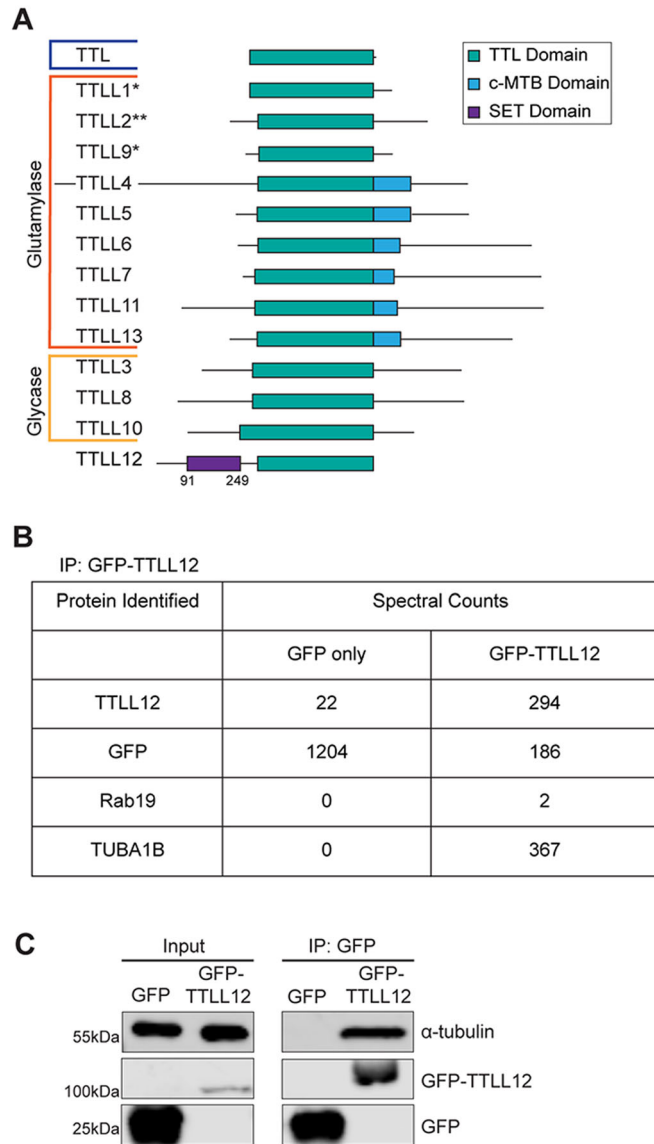 A
TTL
TTL Domain
c-MTB Domain
SET Domain
Glutamylase
TTLL1*
TTLL2**
TTLL9*
TTLL4
TTLL5
TTLL6
TTLL7
TTLL11
TTLL13
Glycase
TTLL3
TTLL8
TTLL10
TTLL12
91 249
B
IP: GFP-TTLL12
Protein Identified Spectral Counts
GFP only GFP-TTLL12
TTLL12 22 294
GFP 1204 186
Rab19 0 2
TUBA1B 0 367
C
Input IP: GFP
GFP GFP-TTLL12 GFP GFP-TTLL12
55kDa α-tubulin
100kDa GFP-TTLL12
25kDa GFP